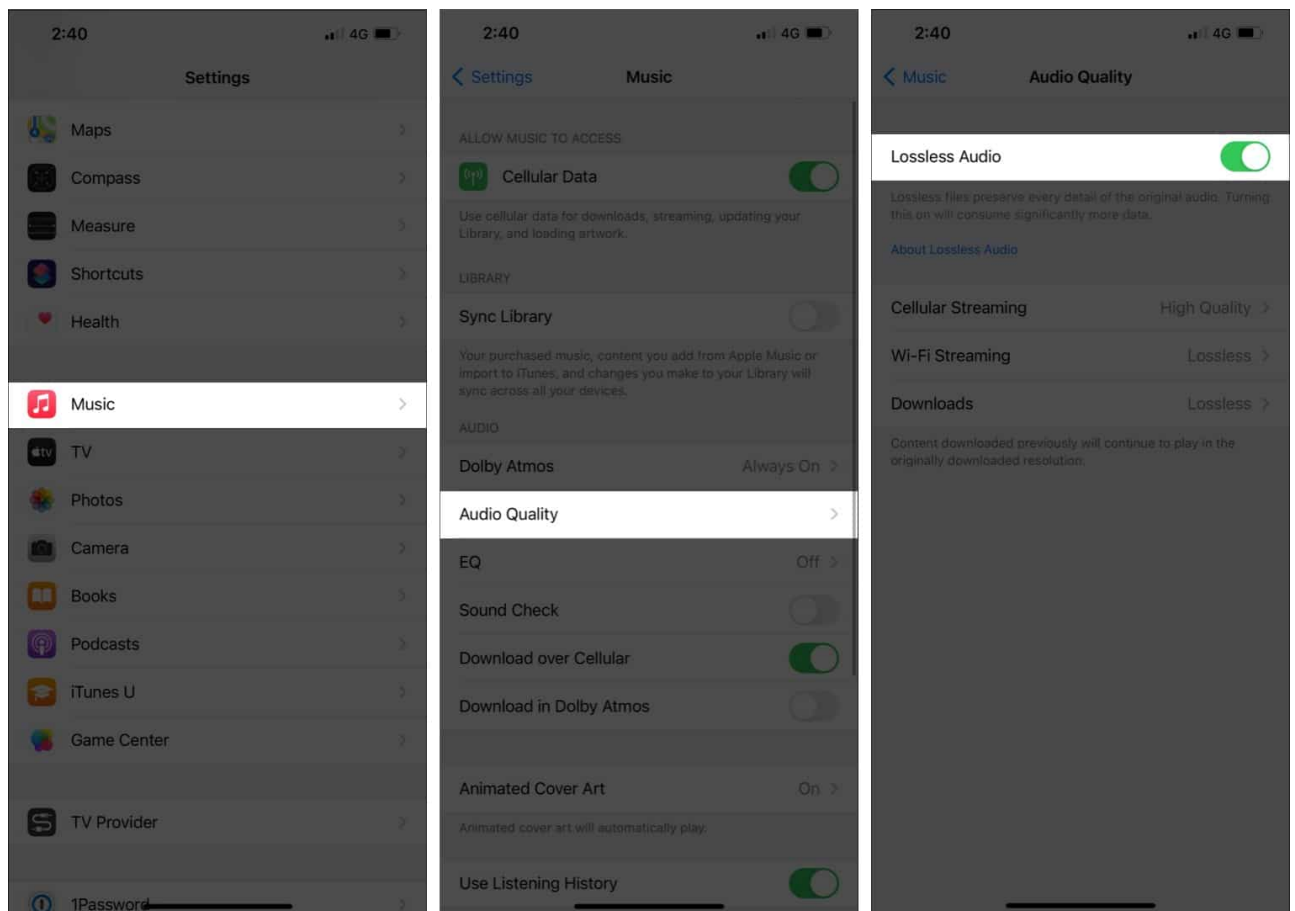 2:40
4G
Settings
Maps
Compass
Measure
Shortcuts
Health
Music
tv
TV
Photos
Camera
Books
Podcasts
iTunes U
Game Center
TV Provider
1Password
2:40
4G
Settings
Music
ALLOW MUSIC TO ACCESS
Cellular Data
Use cellular data for downloads, streaming, updating your
Library, and loading artwork.
LIBRARY
Sync Library
Your purchased music, content you add from Apple Music or
import to iTunes, and changes you make to your Library will
sync across all your devices.
AUDIO
Dolby Atmos Always On
Audio Quality
EQ Off
Sound Check
Download over Cellular
Download in Dolby Atmos
Animated Cover Art On
Animated cover art will automatically play.
Use Listening History
2:40
4G
Music
Audio Quality
Lossless Audio
Lossless files preserve every detail of the original audio. Turning
this on will consume significantly more data.
About Lossless Audio
Cellular Streaming High Quality
Wi-Fi Streaming Lossless
Downloads Lossless
Content downloaded previously will continue to play in the
originally downloaded resolution.